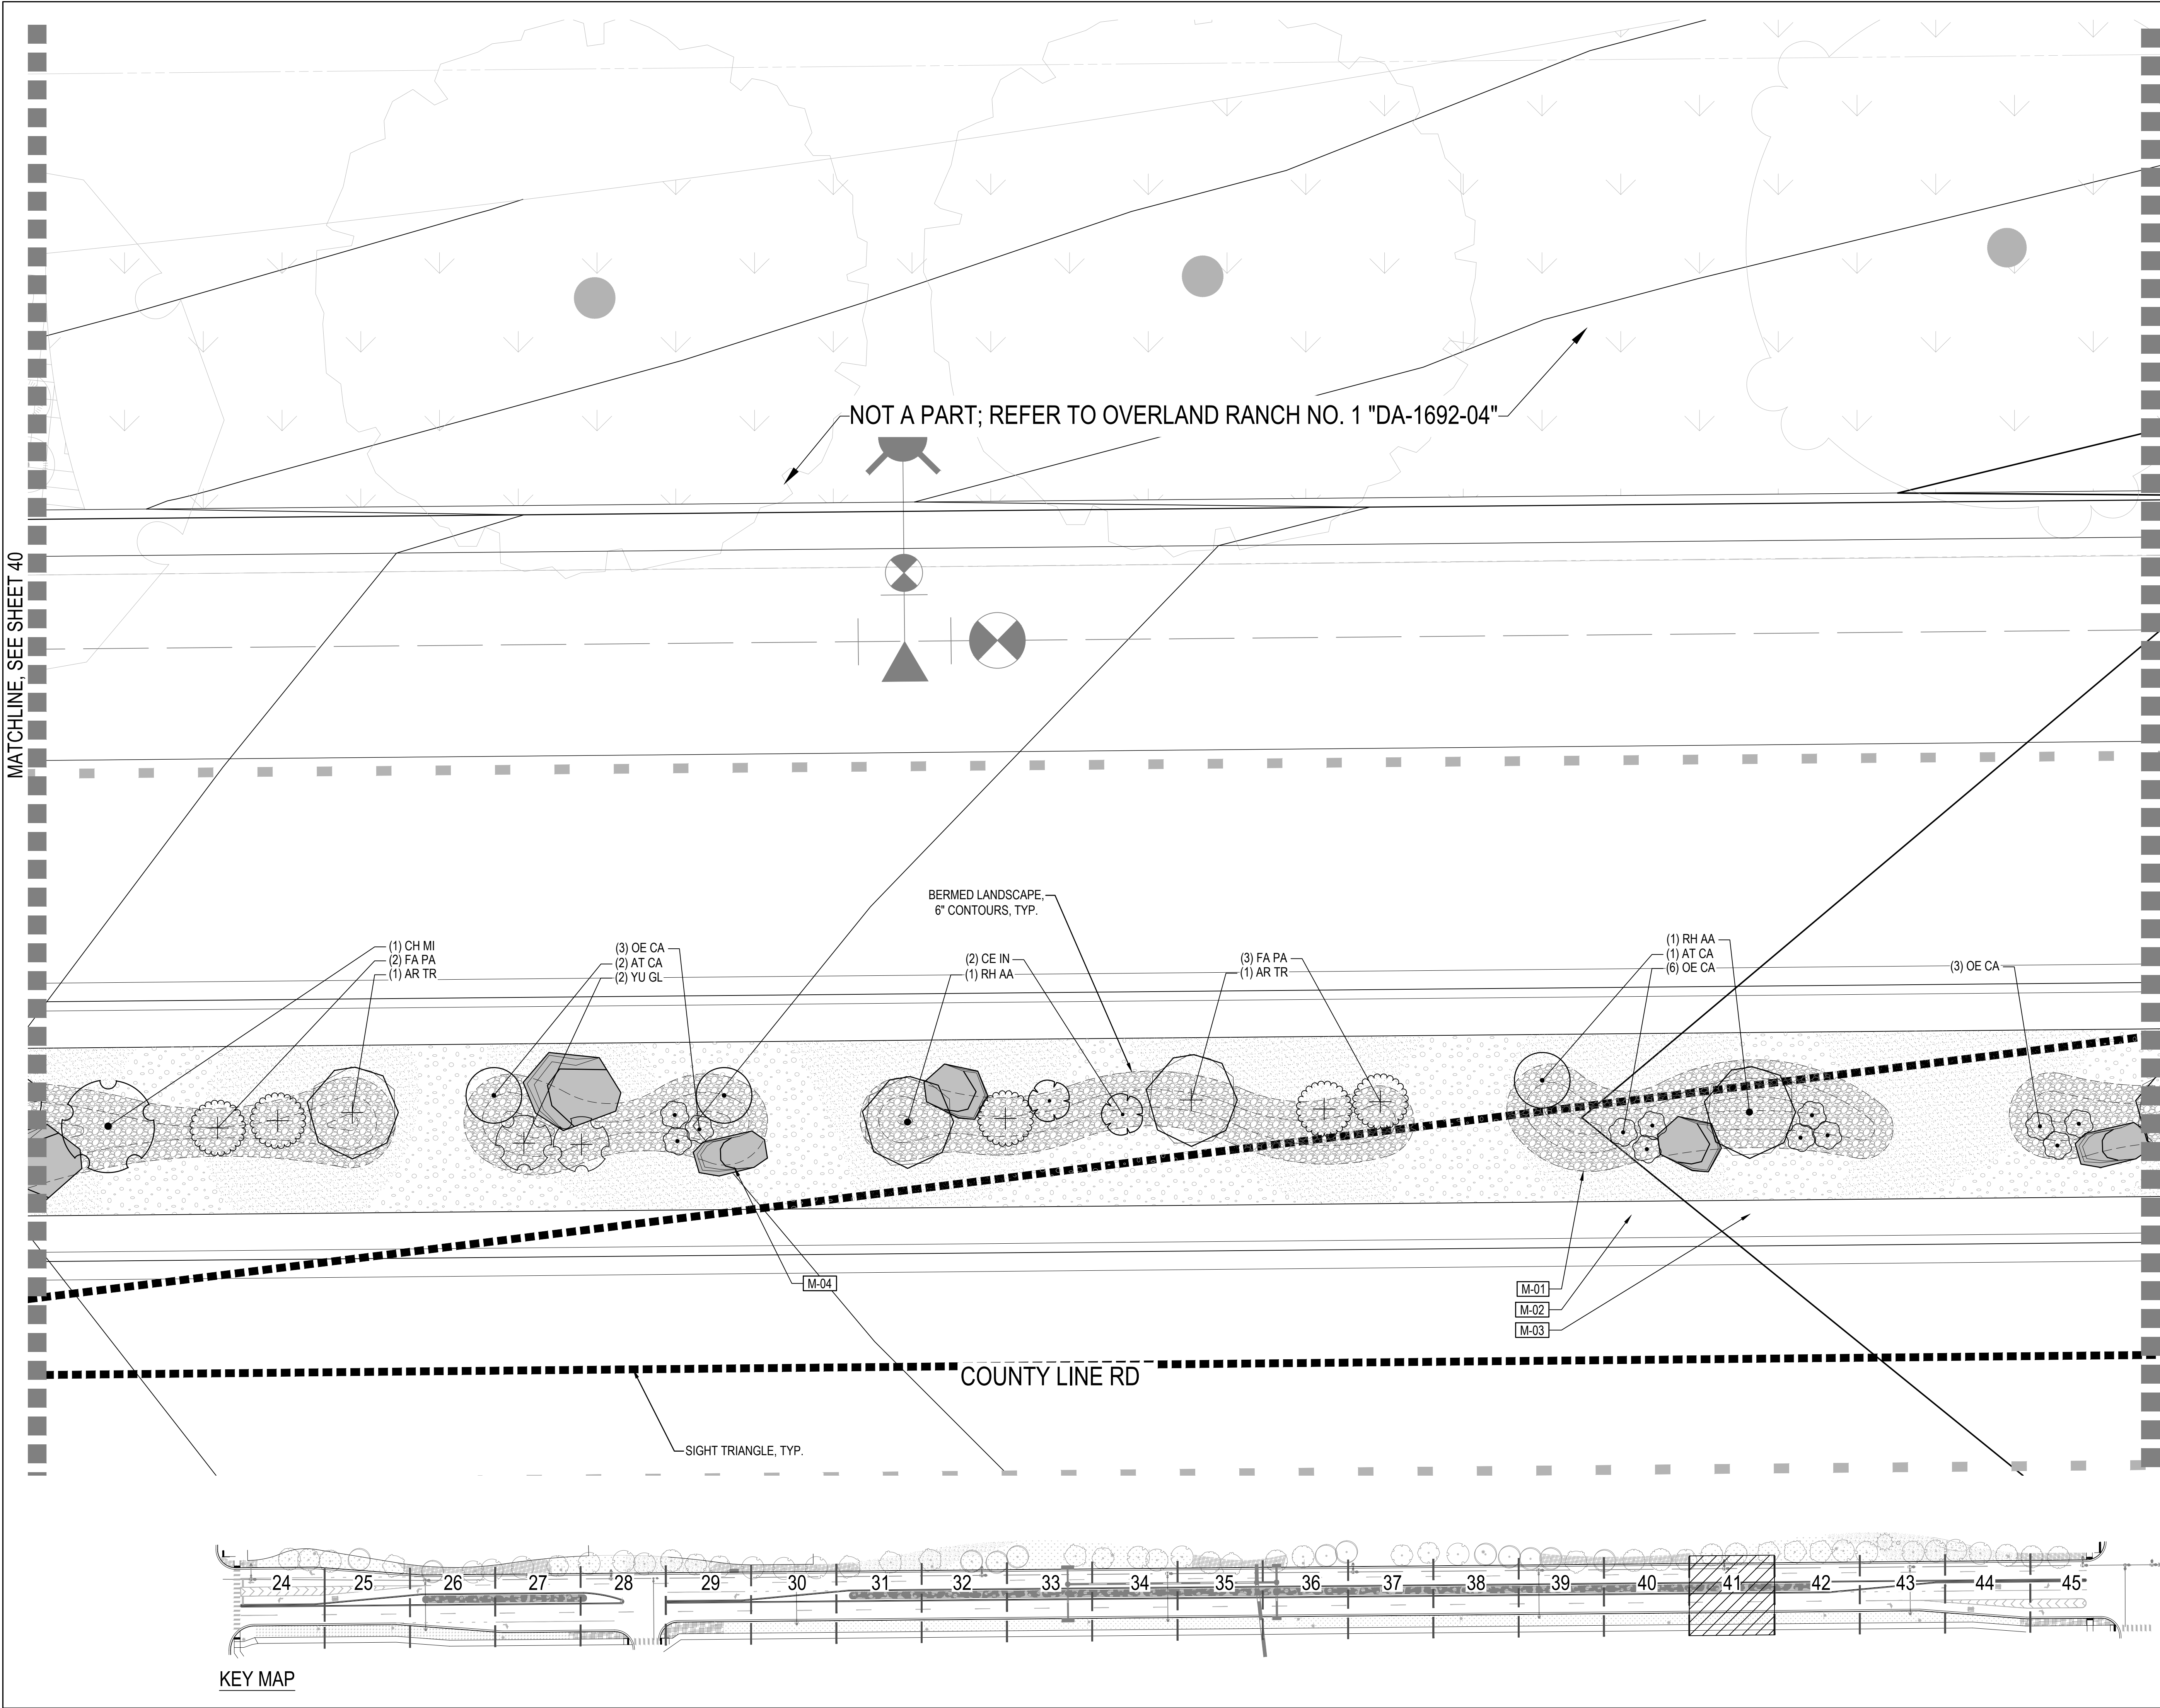 NOT A PART; REFER TO OVERLAND RANCH NO. 1 "DA-1692-04"
MATCHLINE, SEE SHEET 40
BERMED LANDSCAPE,
6" CONTOURS, TYP.
(1) CH MI
(2) FA PA
(1) AR TR
(3) OE CA
(2) AT CA
(2) YU GL
(2) CE IN
(1) RH AA
(3) FA PA
(1) AR TR
(1) RH AA
(1) AT CA
(6) OE CA
(3) OE CA
M-04
M-01
M-02
M-03
COUNTY LINE RD
SIGHT TRIANGLE, TYP.
24 25 26 27 28 29 30 31 32 33 34 35 36 37 38 39 40 41 42 43 44 45
KEY MAP